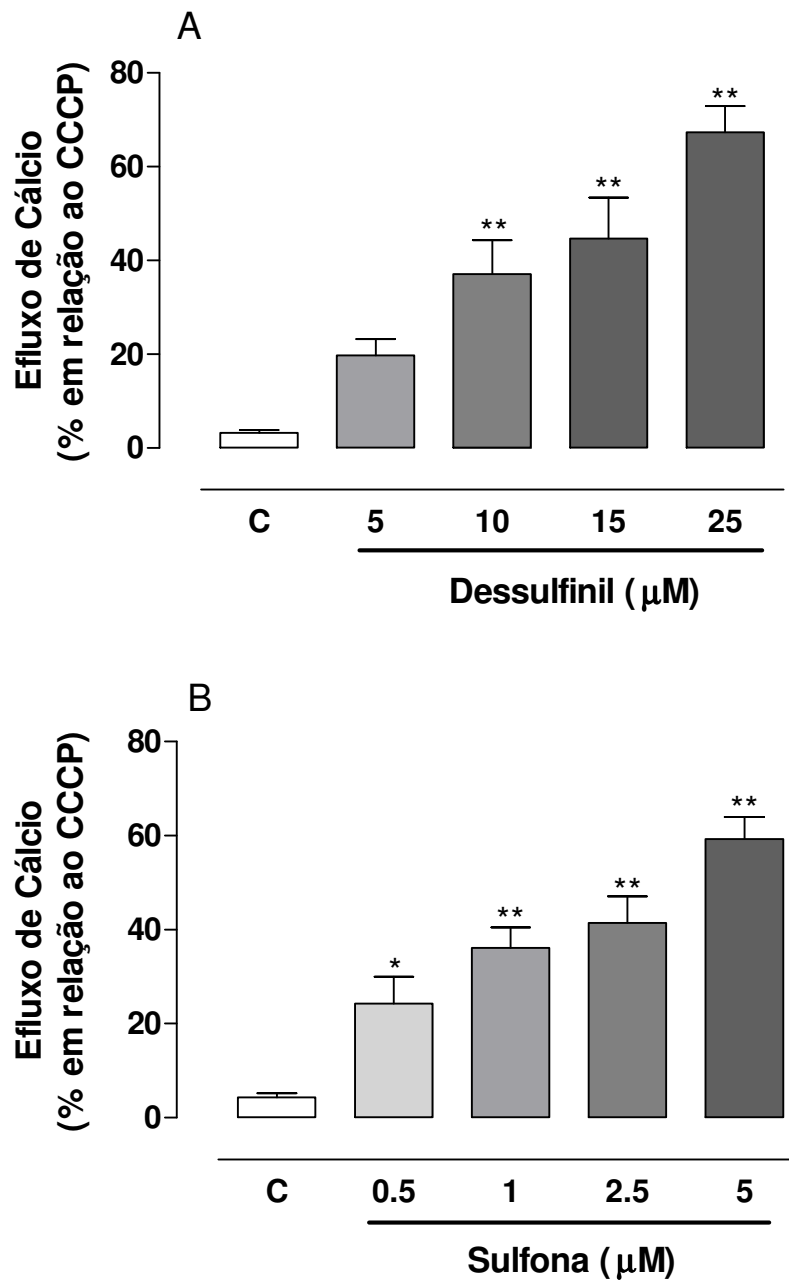 A
Efluxo de Cálcio
(% em relação ao CCCP)
80
**
60
**
**
40
20
0
C 5 10 15 25
Dessulfinil (μM)
B
Efluxo de Cálcio
(% em relação ao CCCP)
80
**
60
**
**
40
*
20
0
C 0.5 1 2.5 5
Sulfona (μM)